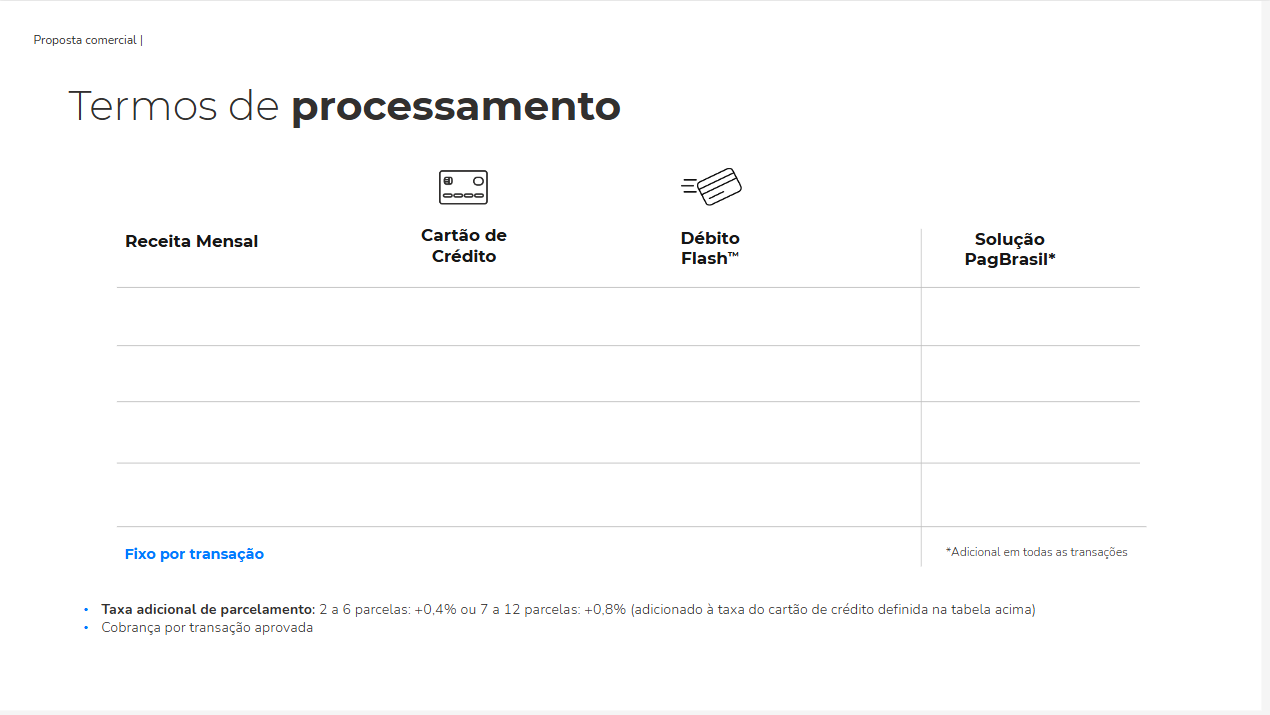 Proposta comercial |
Termos de processamento
Receita Mensal
Cartão de
Crédito
Débito
Flash™
Solução
PagBrasil*
Fixo por transação
*Adicional em todas as transações
• Taxa adicional de parcelamento: 2 a 6 parcelas: +0,4% ou 7 a 12 parcelas: +0,8% (adicionado à taxa do cartão de crédito definida na tabela acima)
• Cobrança por transação aprovada